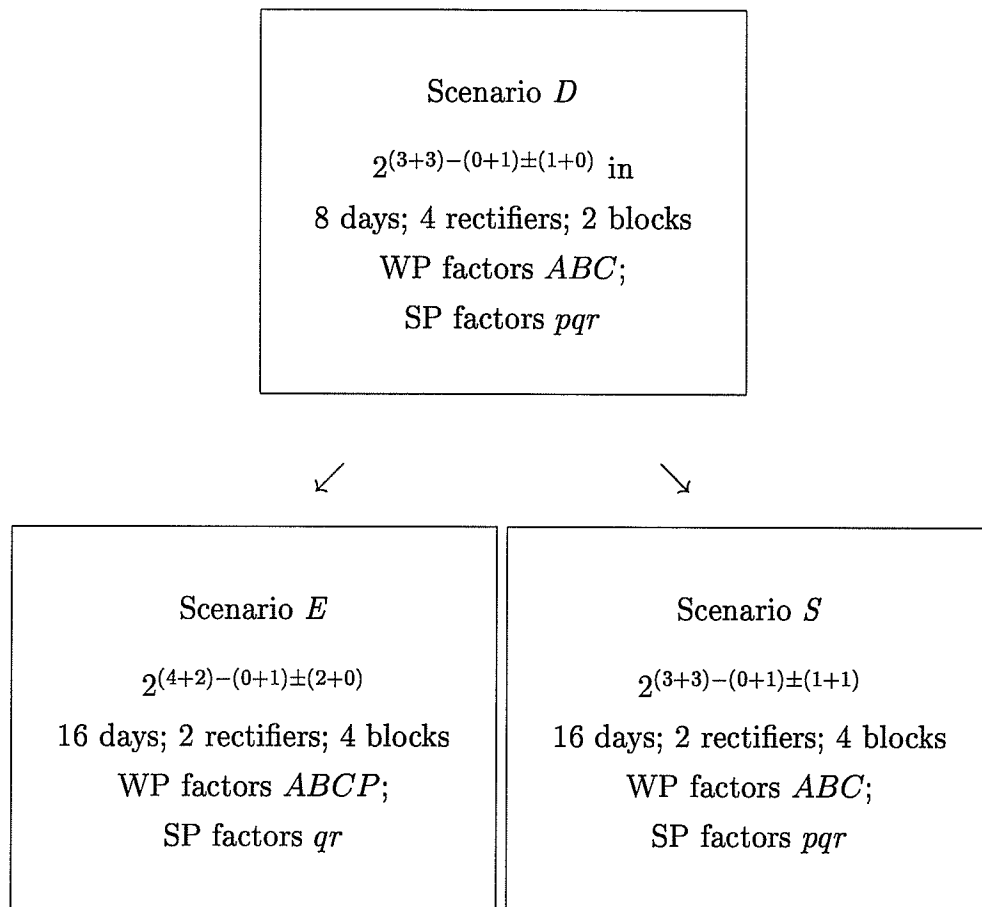 Scenario D
2^{(3+3)−(0+1)±(1+0)} in
8 days; 4 rectifiers; 2 blocks
WP factors ABC;
SP factors pqr
↙ ↘
Scenario E
2^{(4+2)−(0+1)±(2+0)}
16 days; 2 rectifiers; 4 blocks
WP factors ABCP;
SP factors qr
Scenario S
2^{(3+3)−(0+1)±(1+1)}
16 days; 2 rectifiers; 4 blocks
WP factors ABC;
SP factors pqr